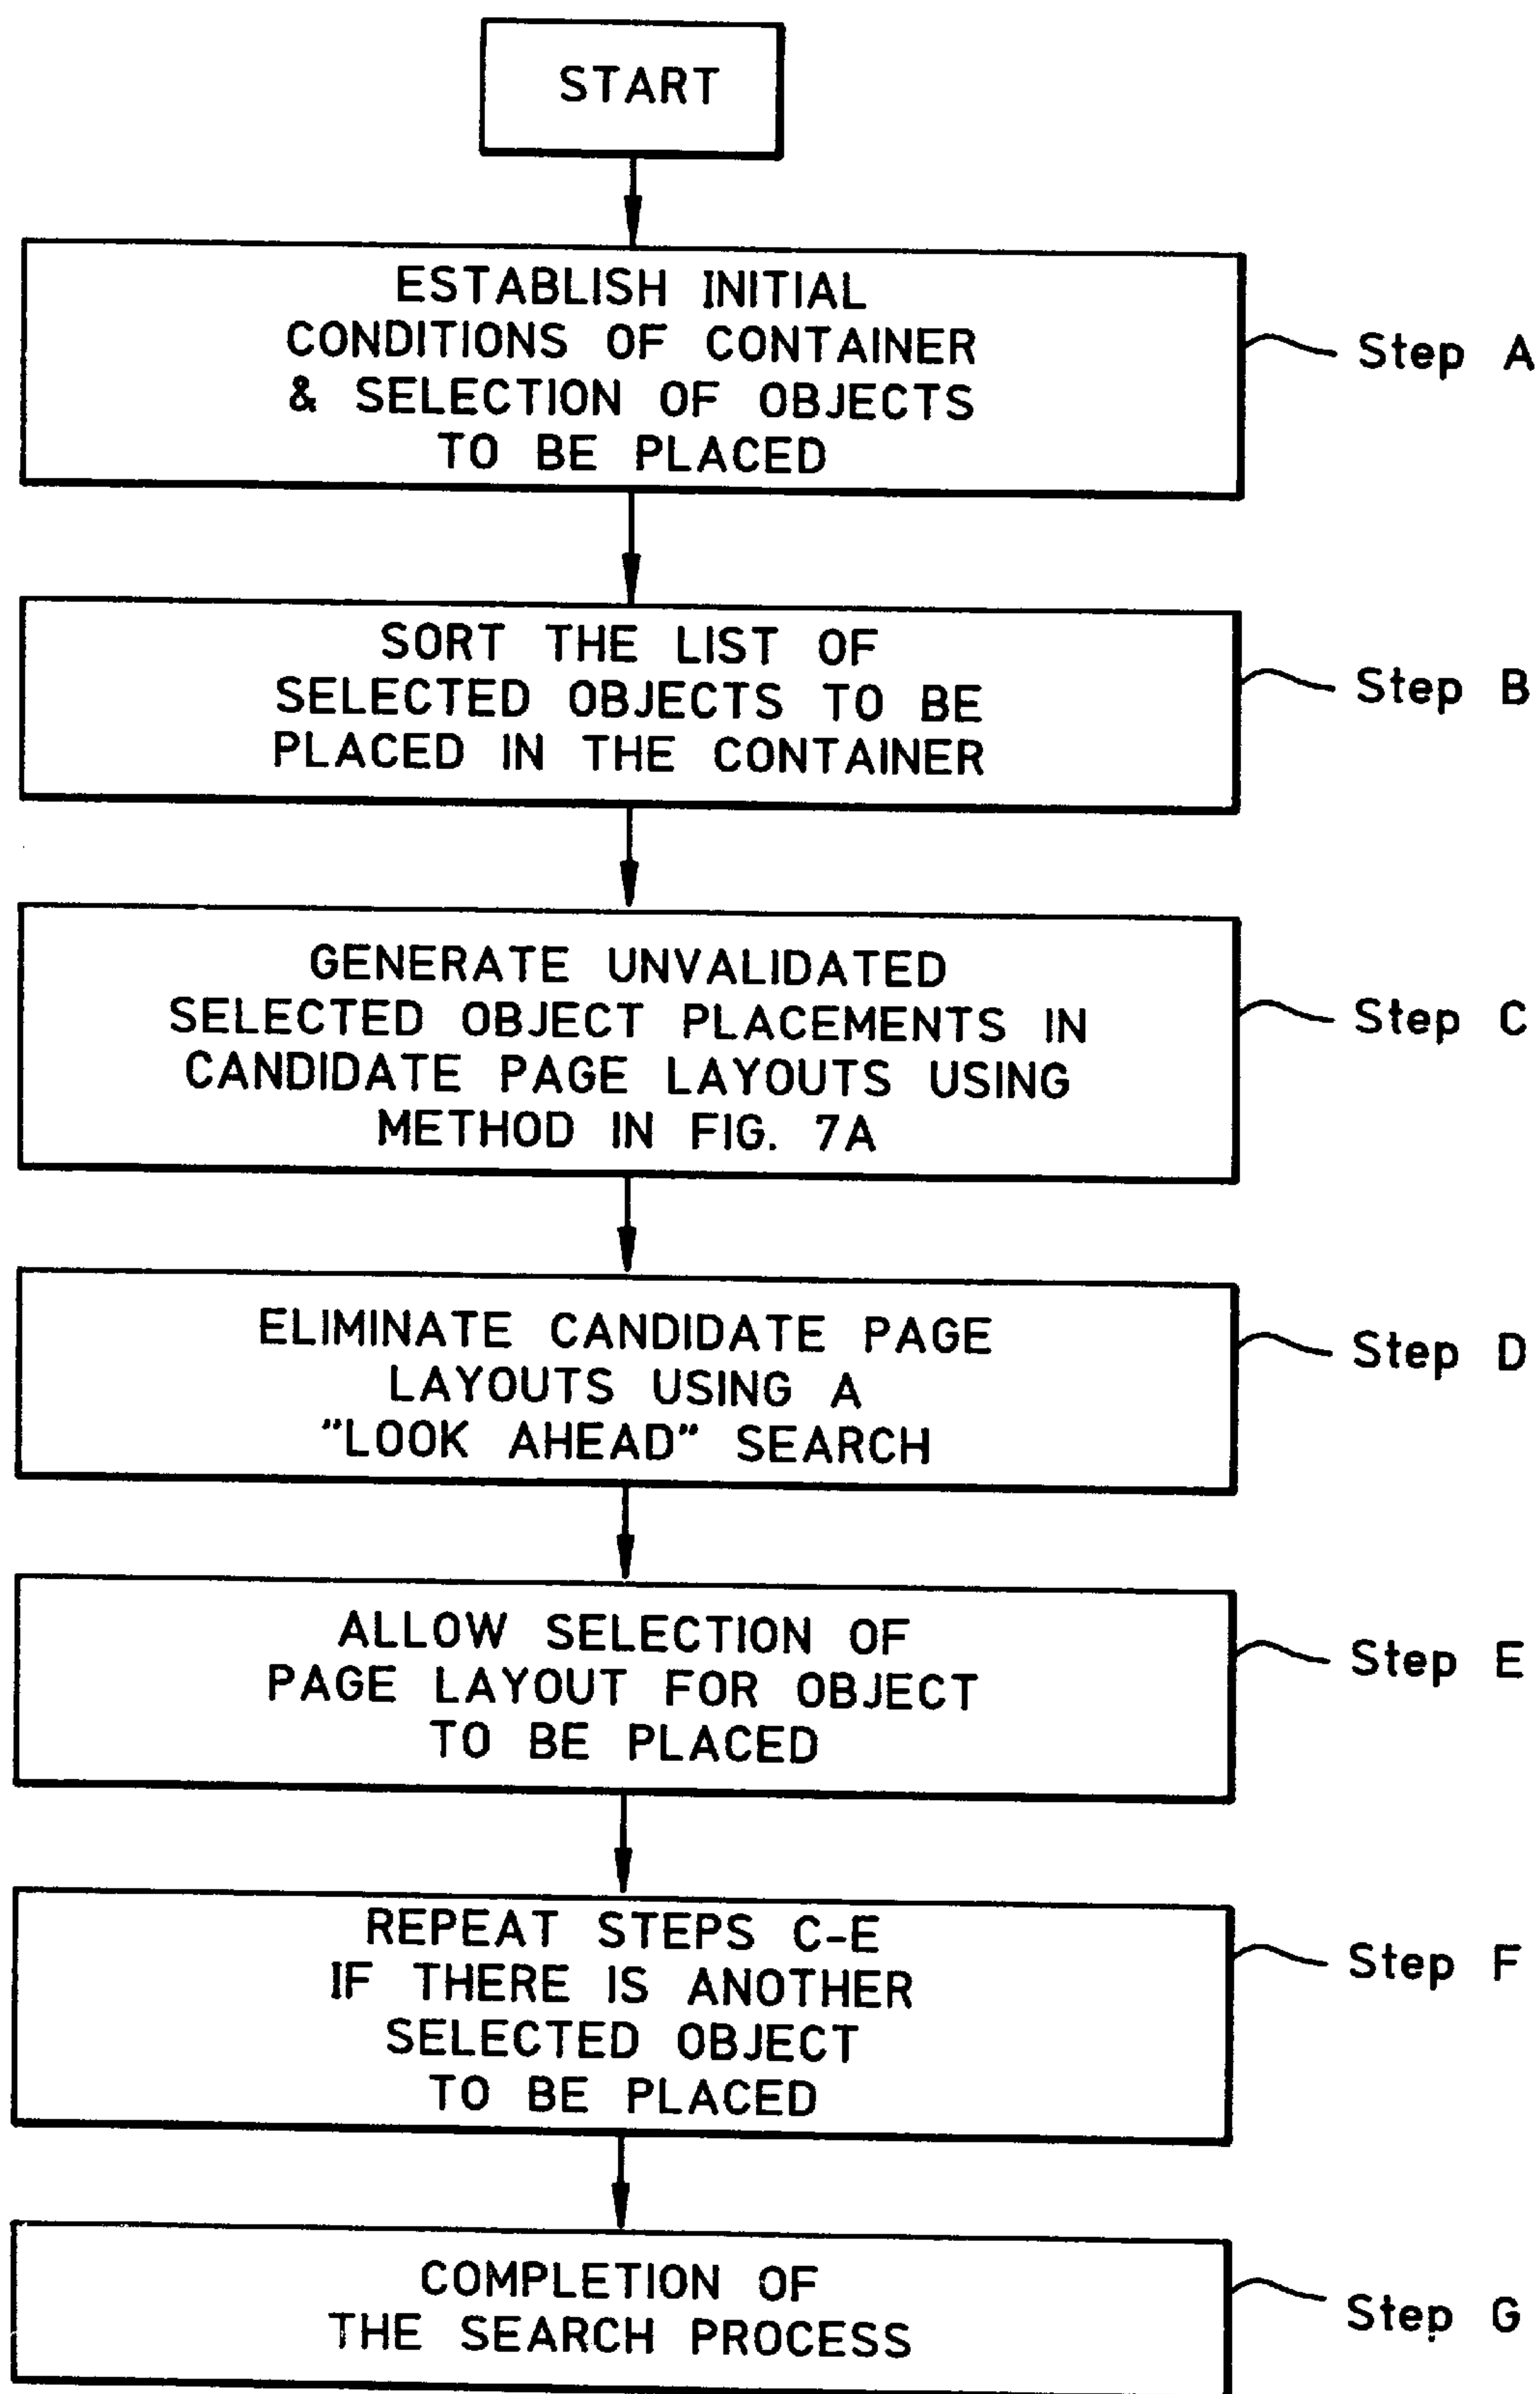 START
ESTABLISH INITIAL
CONDITIONS OF CONTAINER
& SELECTION OF OBJECTS
TO BE PLACED
Step A
SORT THE LIST OF
SELECTED OBJECTS TO BE
PLACED IN THE CONTAINER
Step B
GENERATE UNVALIDATED
SELECTED OBJECT PLACEMENTS IN
CANDIDATE PAGE LAYOUTS USING
METHOD IN FIG. 7A
Step C
ELIMINATE CANDIDATE PAGE
LAYOUTS USING A
"LOOK AHEAD" SEARCH
Step D
ALLOW SELECTION OF
PAGE LAYOUT FOR OBJECT
TO BE PLACED
Step E
REPEAT STEPS C-E
IF THERE IS ANOTHER
SELECTED OBJECT
TO BE PLACED
Step F
COMPLETION OF
THE SEARCH PROCESS
Step G